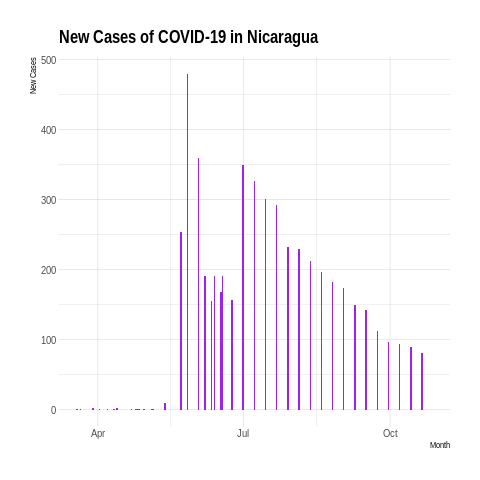 New Cases of COVID-19 in Nicaragua
New Cases
500
400
300
200
100
0
Apr
Jul
Oct
Month